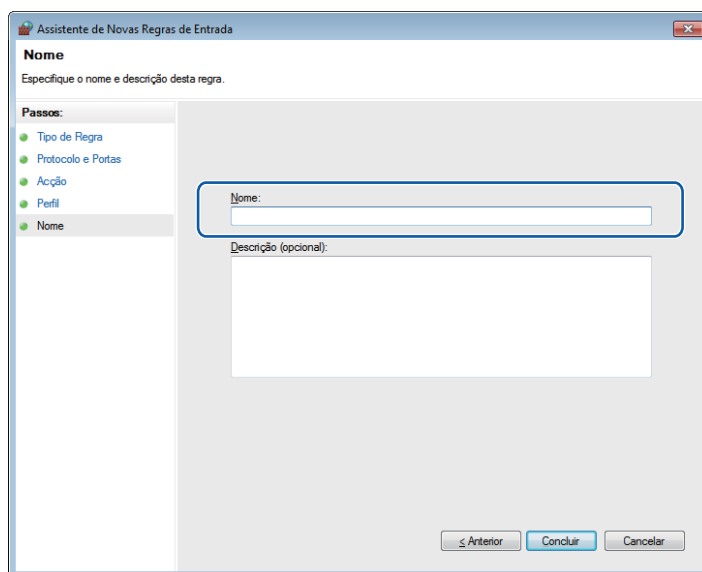 Assistente de Novas Regras de Entrada
Nome
Especifique o nome e descrição desta regra.
Passos:
Tipo de Regra
Protocolo e Portas
Acção
Perfil
Nome
Nome:
Descrição (opcional):
< Anterior
Concluir
Cancelar